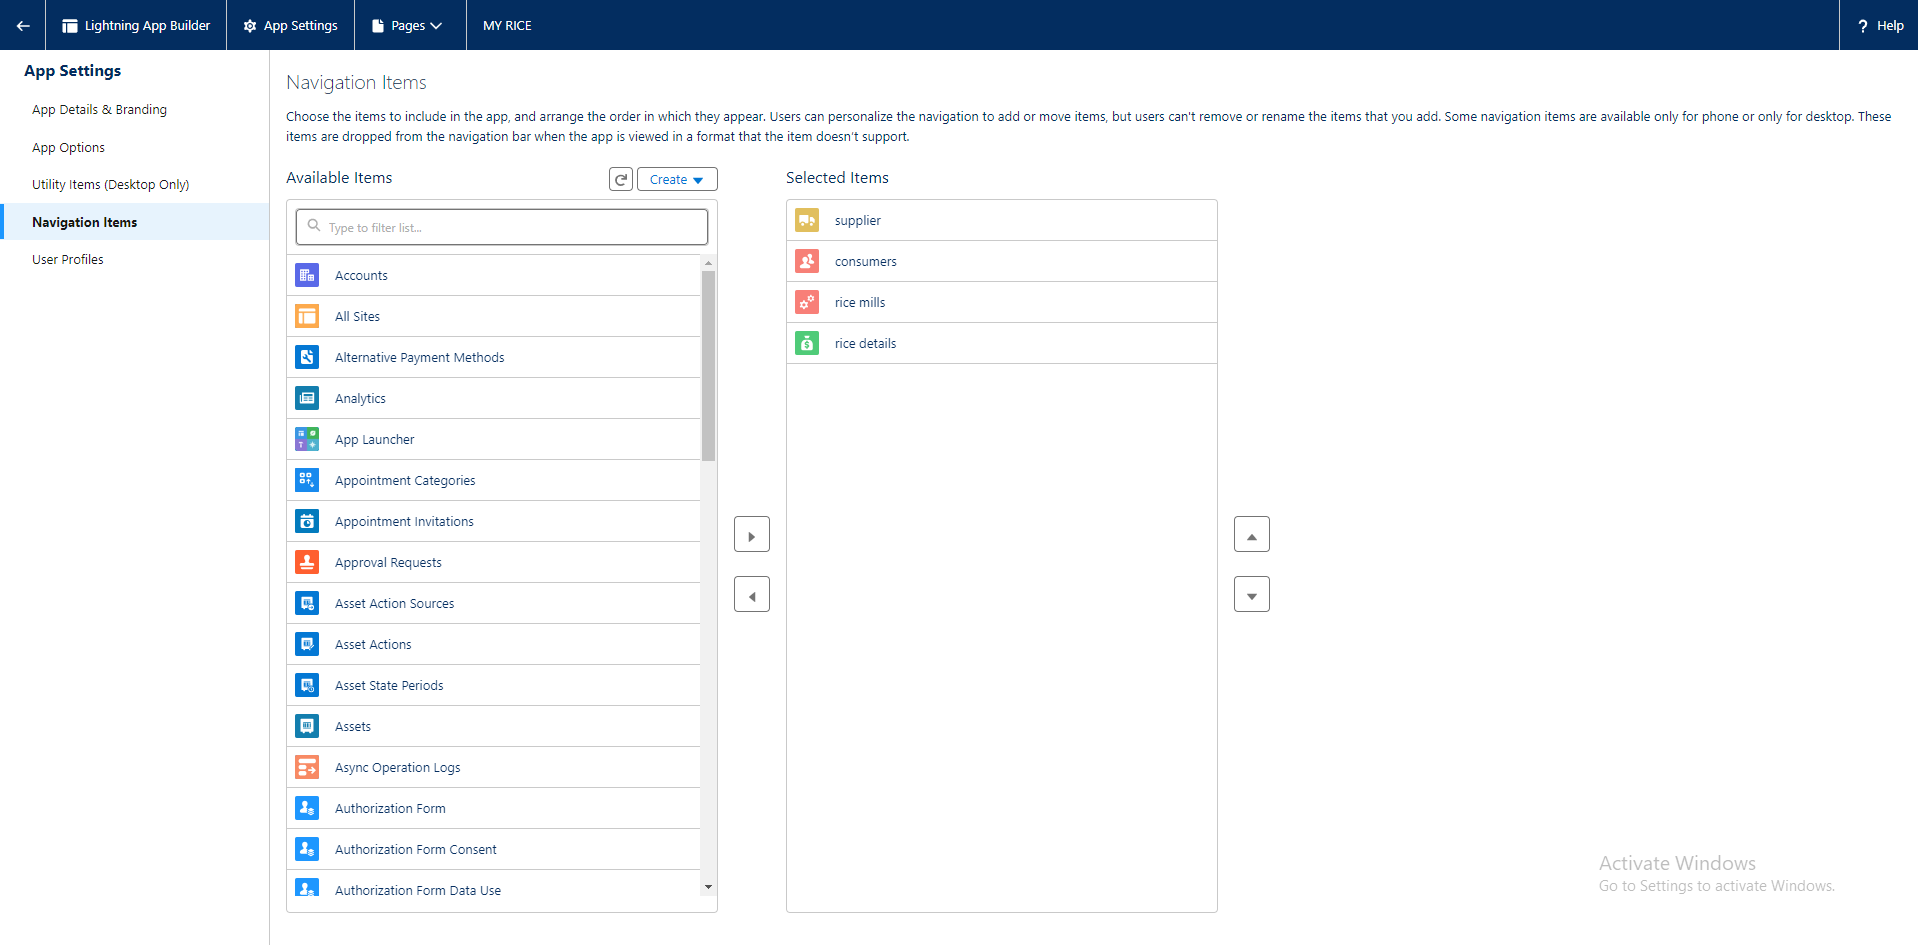 Lightning App Builder
App Settings
Pages
MY RICE
? Help
App Settings
App Details & Branding
App Options
Utility Items (Desktop Only)
Navigation Items
User Profiles
Navigation Items
Choose the items to include in the app, and arrange the order in which they appear. Users can personalize the navigation to add or move items, but users can't remove or rename the items that you add. Some navigation items are available only for phone or only for desktop. These
items are dropped from the navigation bar when the app is viewed in a format that the item doesn't support.
Available Items
Create
Type to filter list...
Accounts
All Sites
Alternative Payment Methods
Analytics
App Launcher
Appointment Categories
Appointment Invitations
Approval Requests
Asset Action Sources
Asset Actions
Asset State Periods
Assets
Async Operation Logs
Authorization Form
Authorization Form Consent
Authorization Form Data Use
Selected Items
supplier
consumers
rice mills
rice details
Activate Windows
Go to Settings to activate Windows.